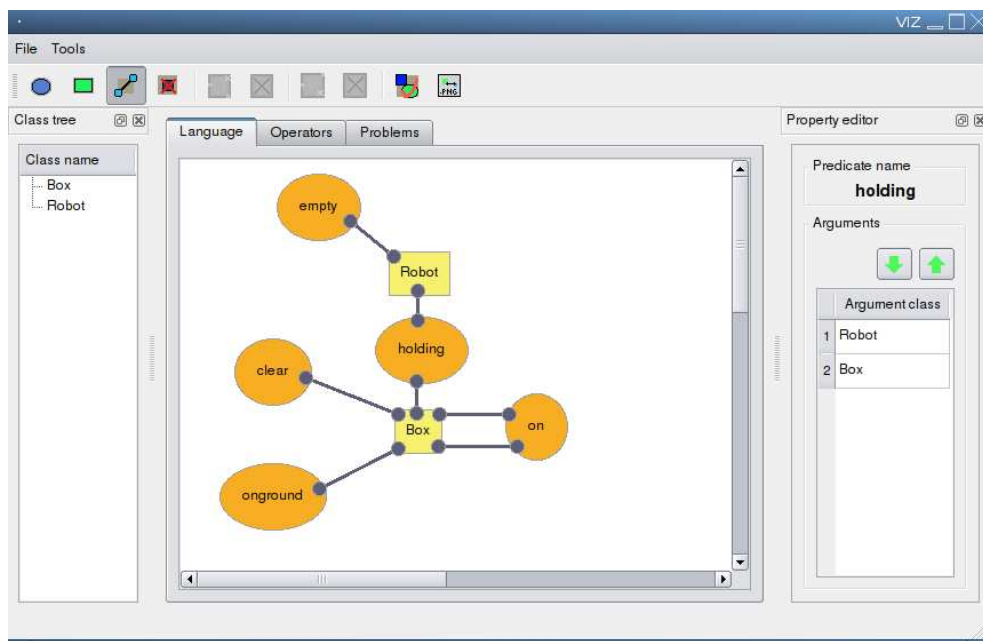 VIZ
File Tools
PNG
Class tree
Class name
Box
Robot
Language Operators Problems
empty
Robot
holding
clear
Box
on
onground
Property editor
Predicate name
holding
Arguments
Argument class
1 Robot
2 Box